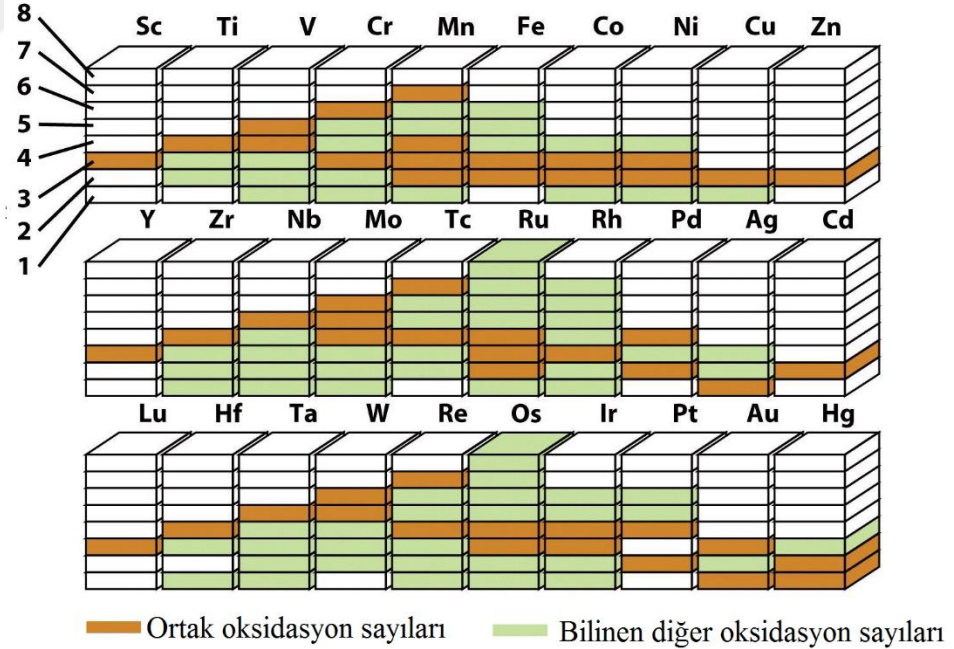 8 Sc Ti V Cr Mn Fe Co Ni Cu Zn
7
6
5
4
3
2
1
Y Zr Nb Mo Tc Ru Rh Pd Ag Cd
Lu Hf Ta W Re Os Ir Pt Au Hg
Ortak oksidasyon sayıları Bilinen diğer oksidasyon sayıları